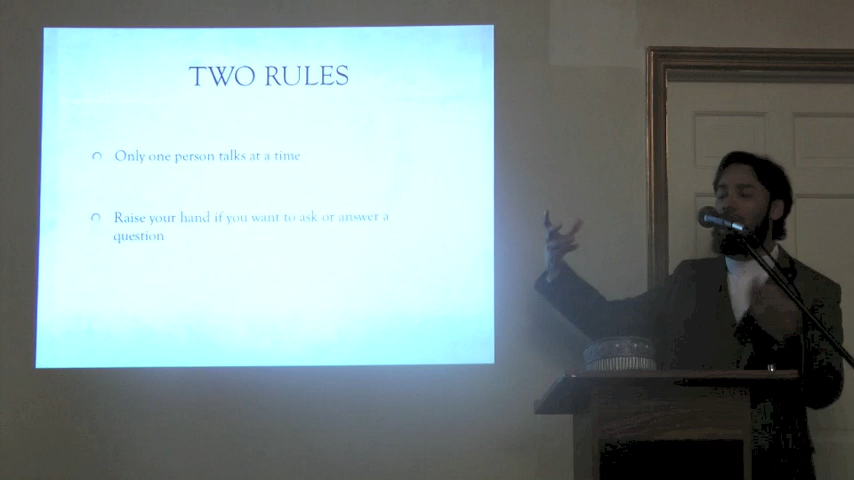 TWO RULES
Only one person talks at a time
Raise your hand if you want to ask or answer a
question